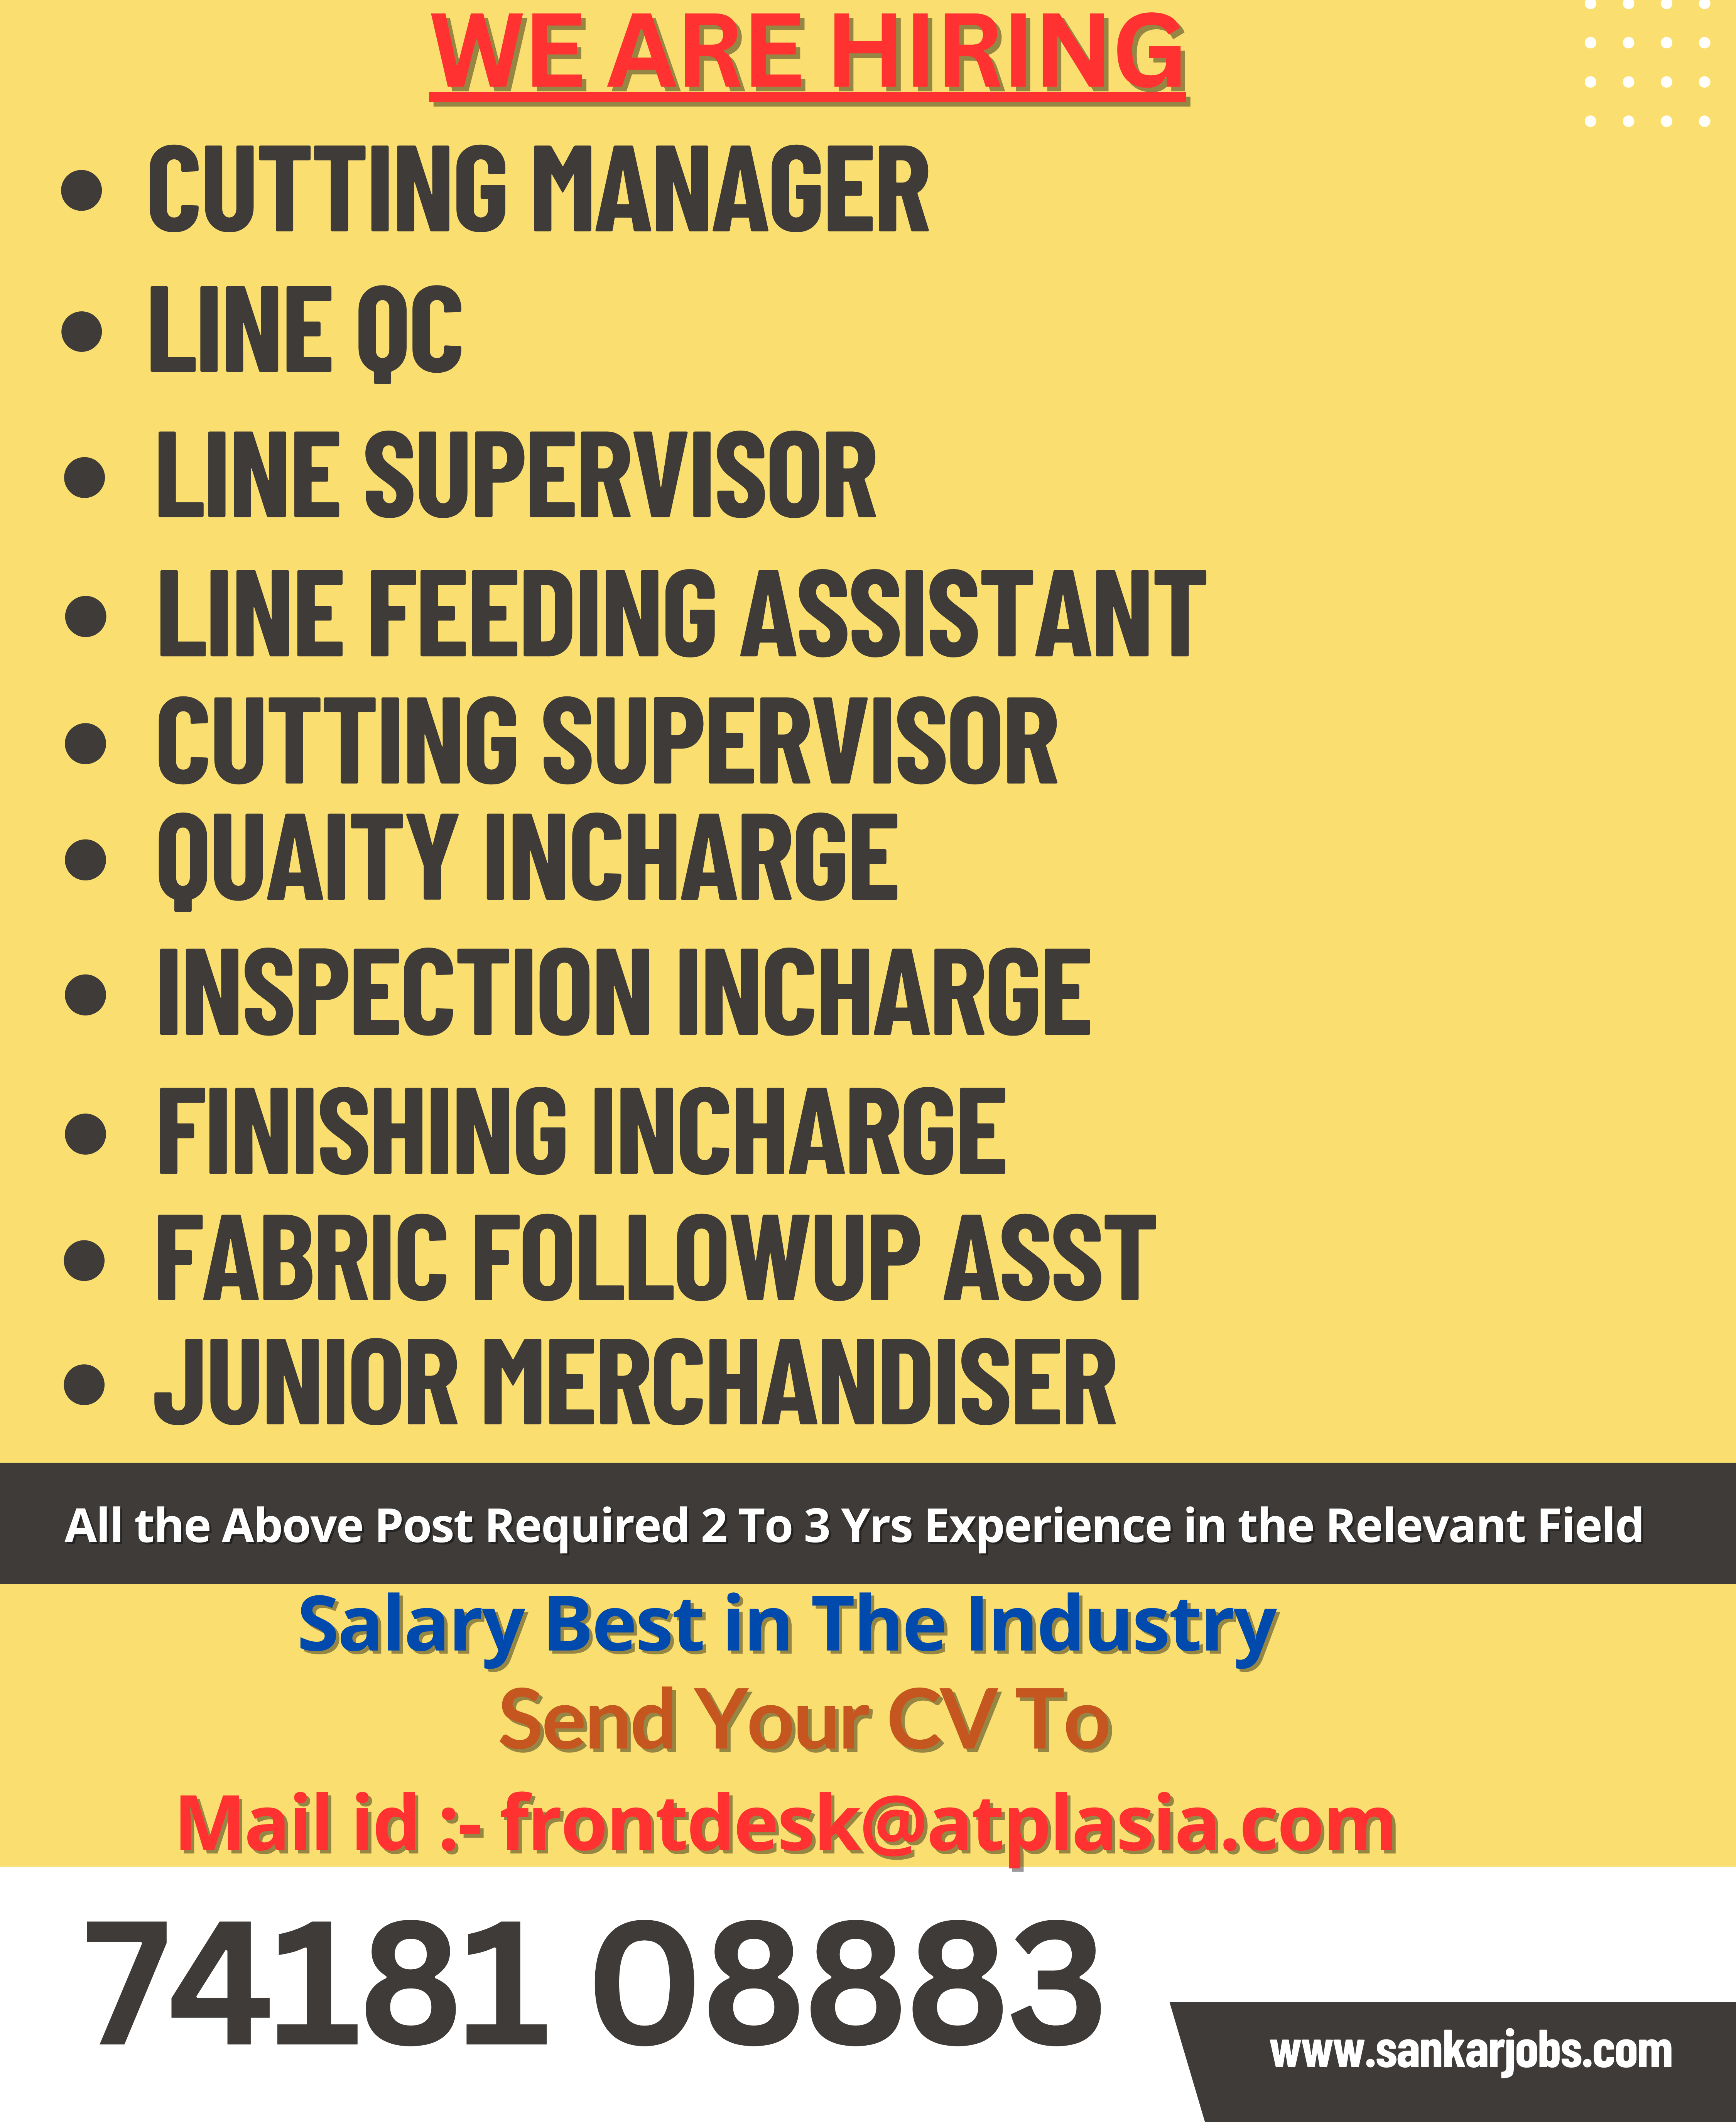 WE ARE HIRING
• CUTTING MANAGER
• LINE QC
• LINE SUPERVISOR
• LINE FEEDING ASSISTANT
• CUTTING SUPERVISOR
• QUAITY INCHARGE
• INSPECTION INCHARGE
• FINISHING INCHARGE
• FABRIC FOLLOWUP ASST
• JUNIOR MERCHANDISER
All the Above Post Required 2 To 3 Yrs Experience in the Relevant Field
Salary Best in The Industry
Send Your CV To
Mail id :- frontdesk@atplasia.com
74181 08883
www.sankarjobs.com